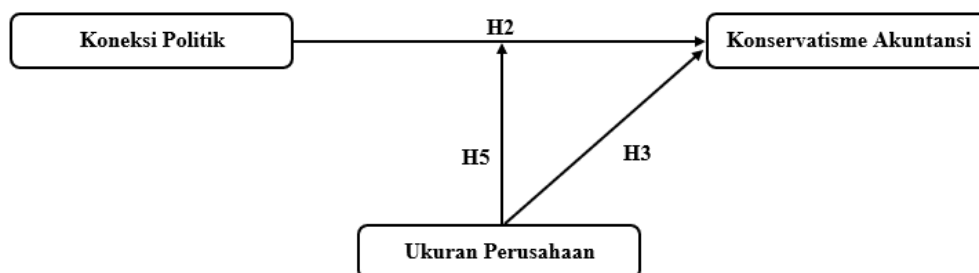 H2
Koneksi Politik
Konservatisme Akuntansi
H5
H3
Ukuran Perusahaan